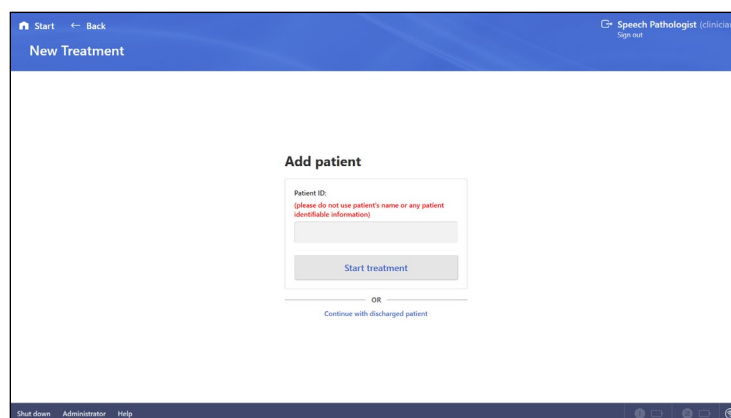 Start ← Back
Speech Pathologist (clinician
Sign out
New Treatment
Add patient
Patient ID:
(please do not use patient's name or any patient
identifiable information)
Start treatment
OR
Continue with discharged patient
Shut down Administrator Help